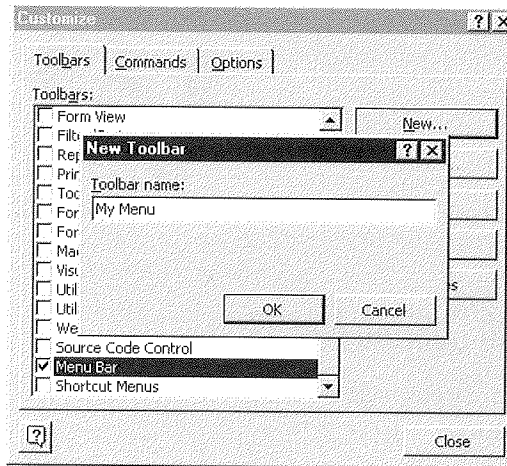 Customize
Toolbars Commands Options
Toolbars:
Form View
New...
New Toolbar
Toolbar name:
My Menu
OK Cancel
Source Code Control
Menu Bar
Shortcut Menus
Close